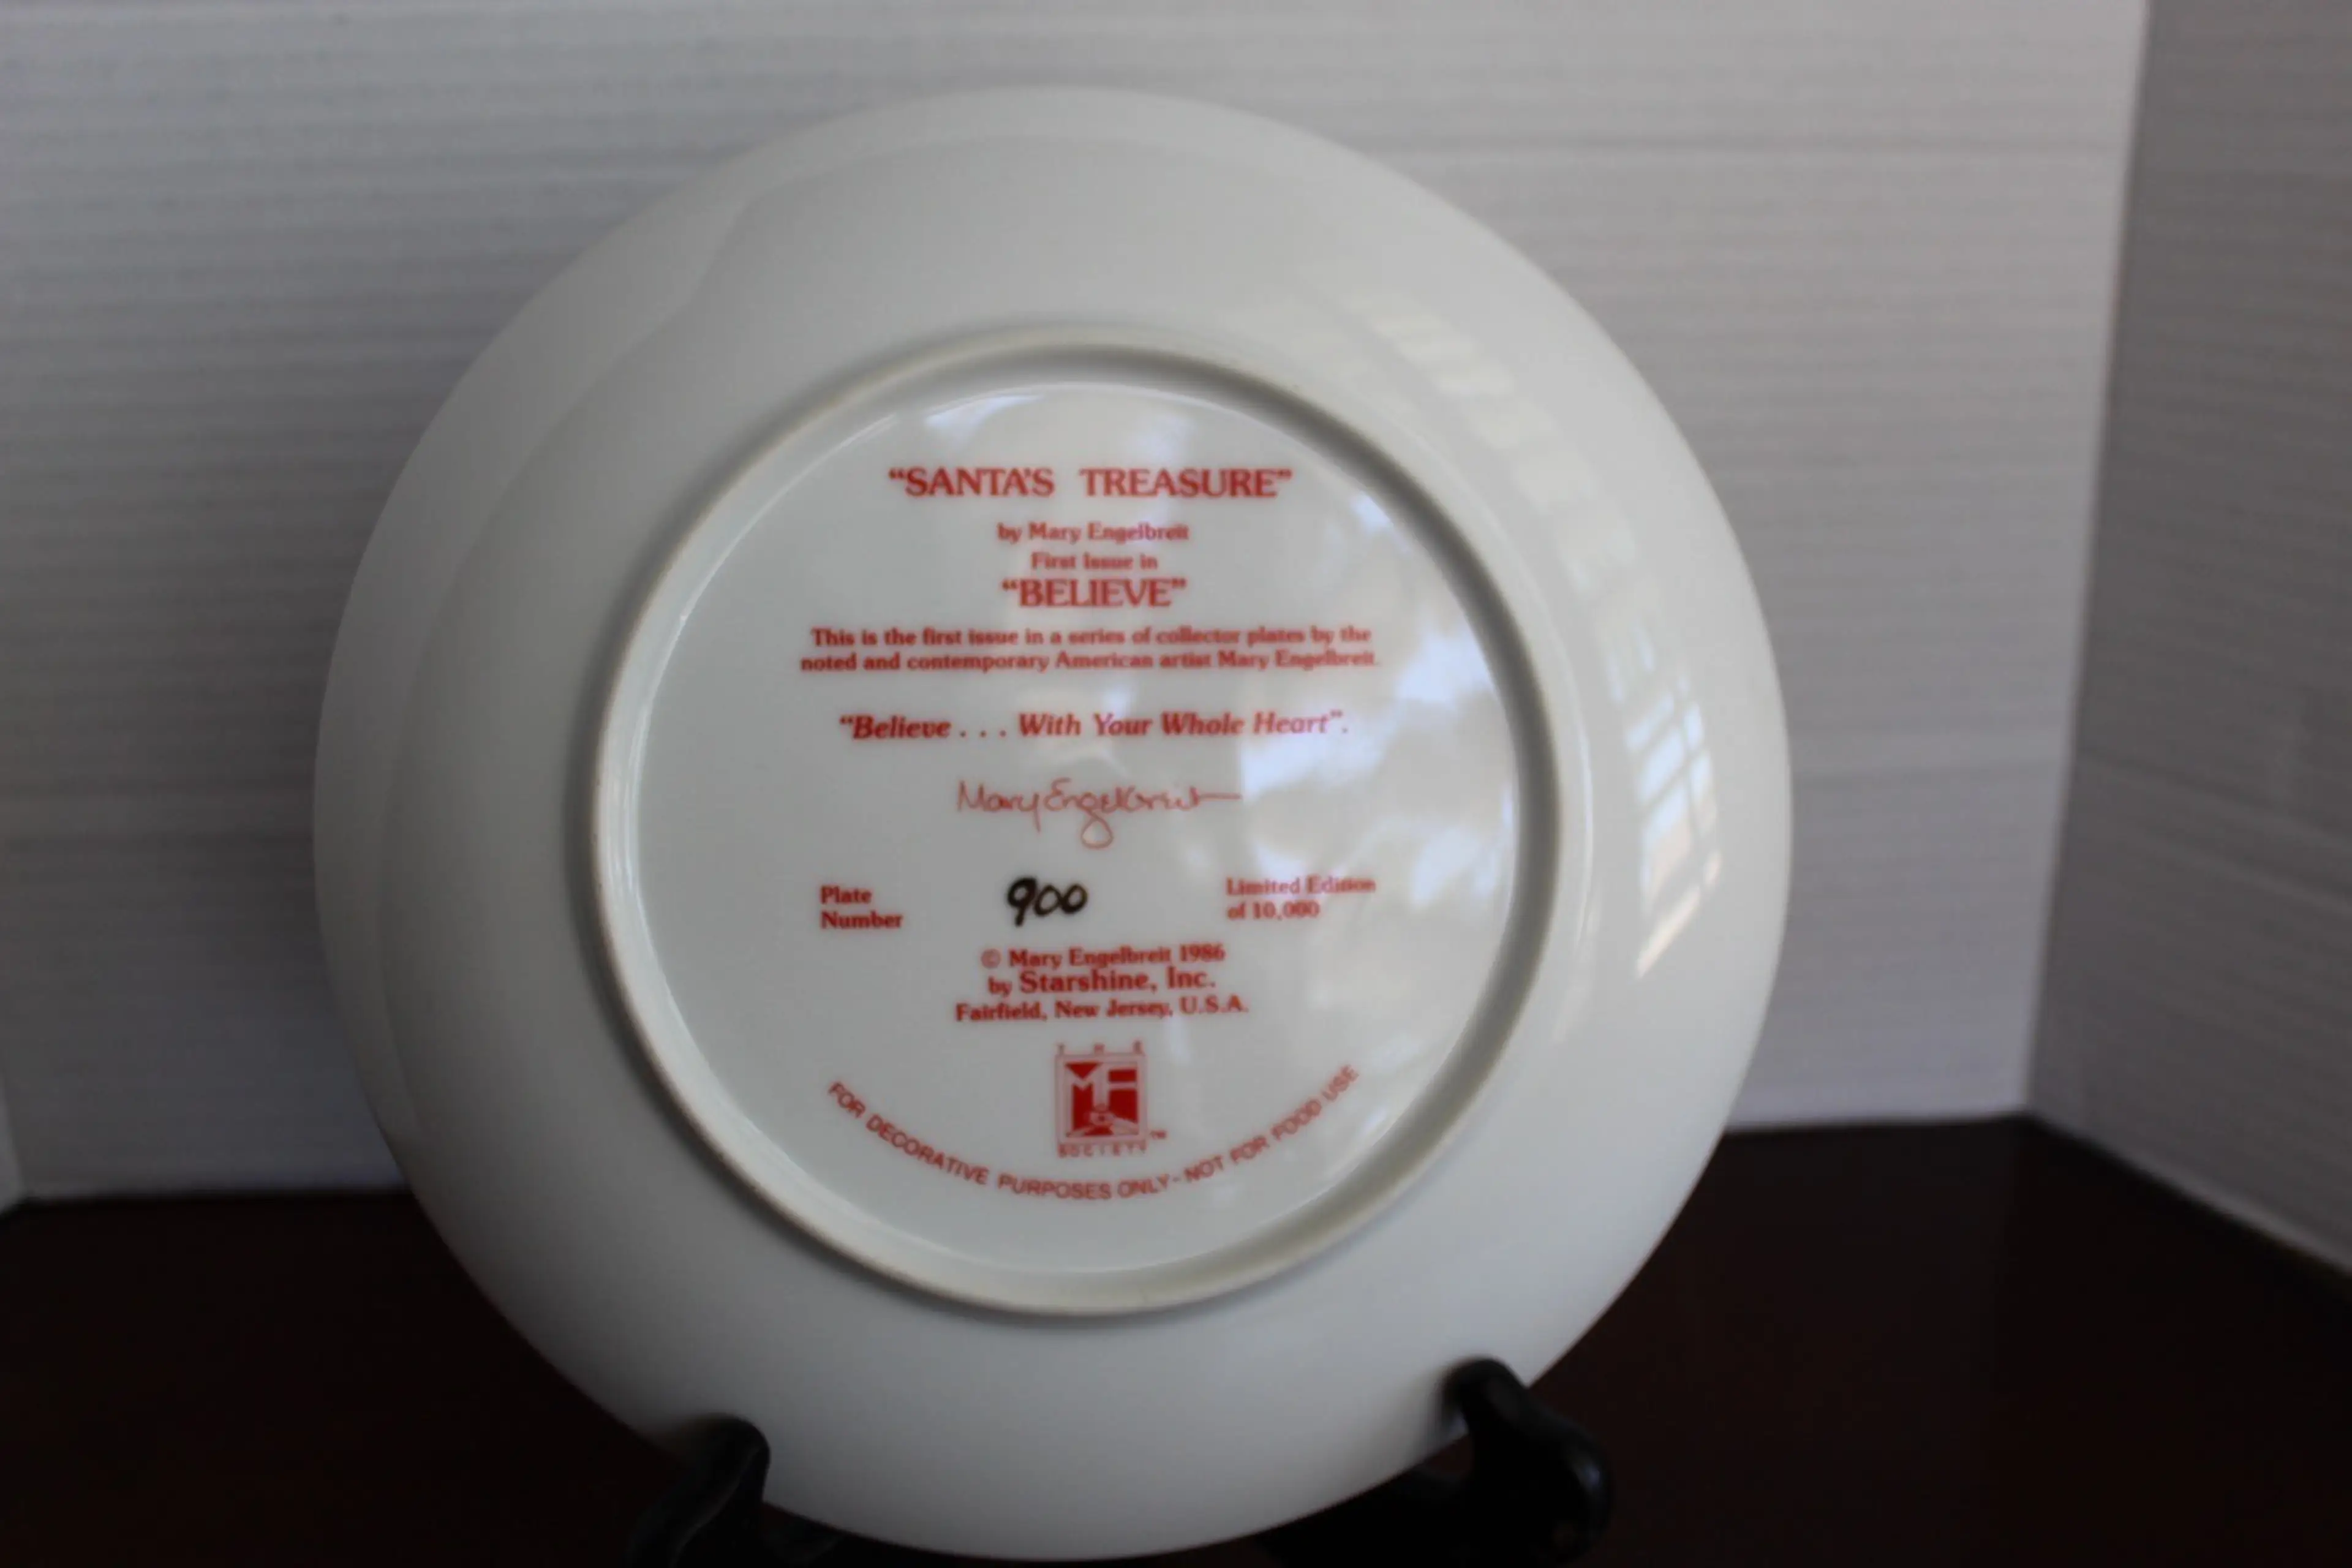 “SANTA'S TREASURE”
by Mary Engelbreit
First Issue in
“BELIEVE”
This is the first issue in a series of collector plates by the
noted and contemporary American artist Mary Engelbreit.
“Believe . . . With Your Whole Heart”.
Mary Engelbreit
Plate
Number
900
Limited Edition
of 10,000
© Mary Engelbreit 1986
by Starshine, Inc.
Fairfield, New Jersey, U.S.A.
THE
ME
SOCIETY™
FOR DECORATIVE PURPOSES ONLY - NOT FOR FOOD USE